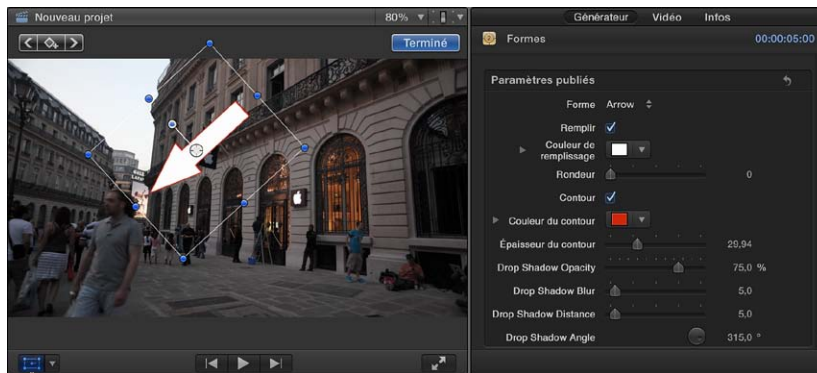 Nouveau projet
80%
Générateur Vidéo Infos
Terminé
Formes 00:00:05:00
Paramètres publiés
Forme Arrow
Remplir
Couleur de
remplissage
Rondeur 0
Contour
Couleur du contour
Épaisseur du contour 29,94
Drop Shadow Opacity 75,0 %
Drop Shadow Blur 5,0
Drop Shadow Distance 5,0
Drop Shadow Angle 315,0 °